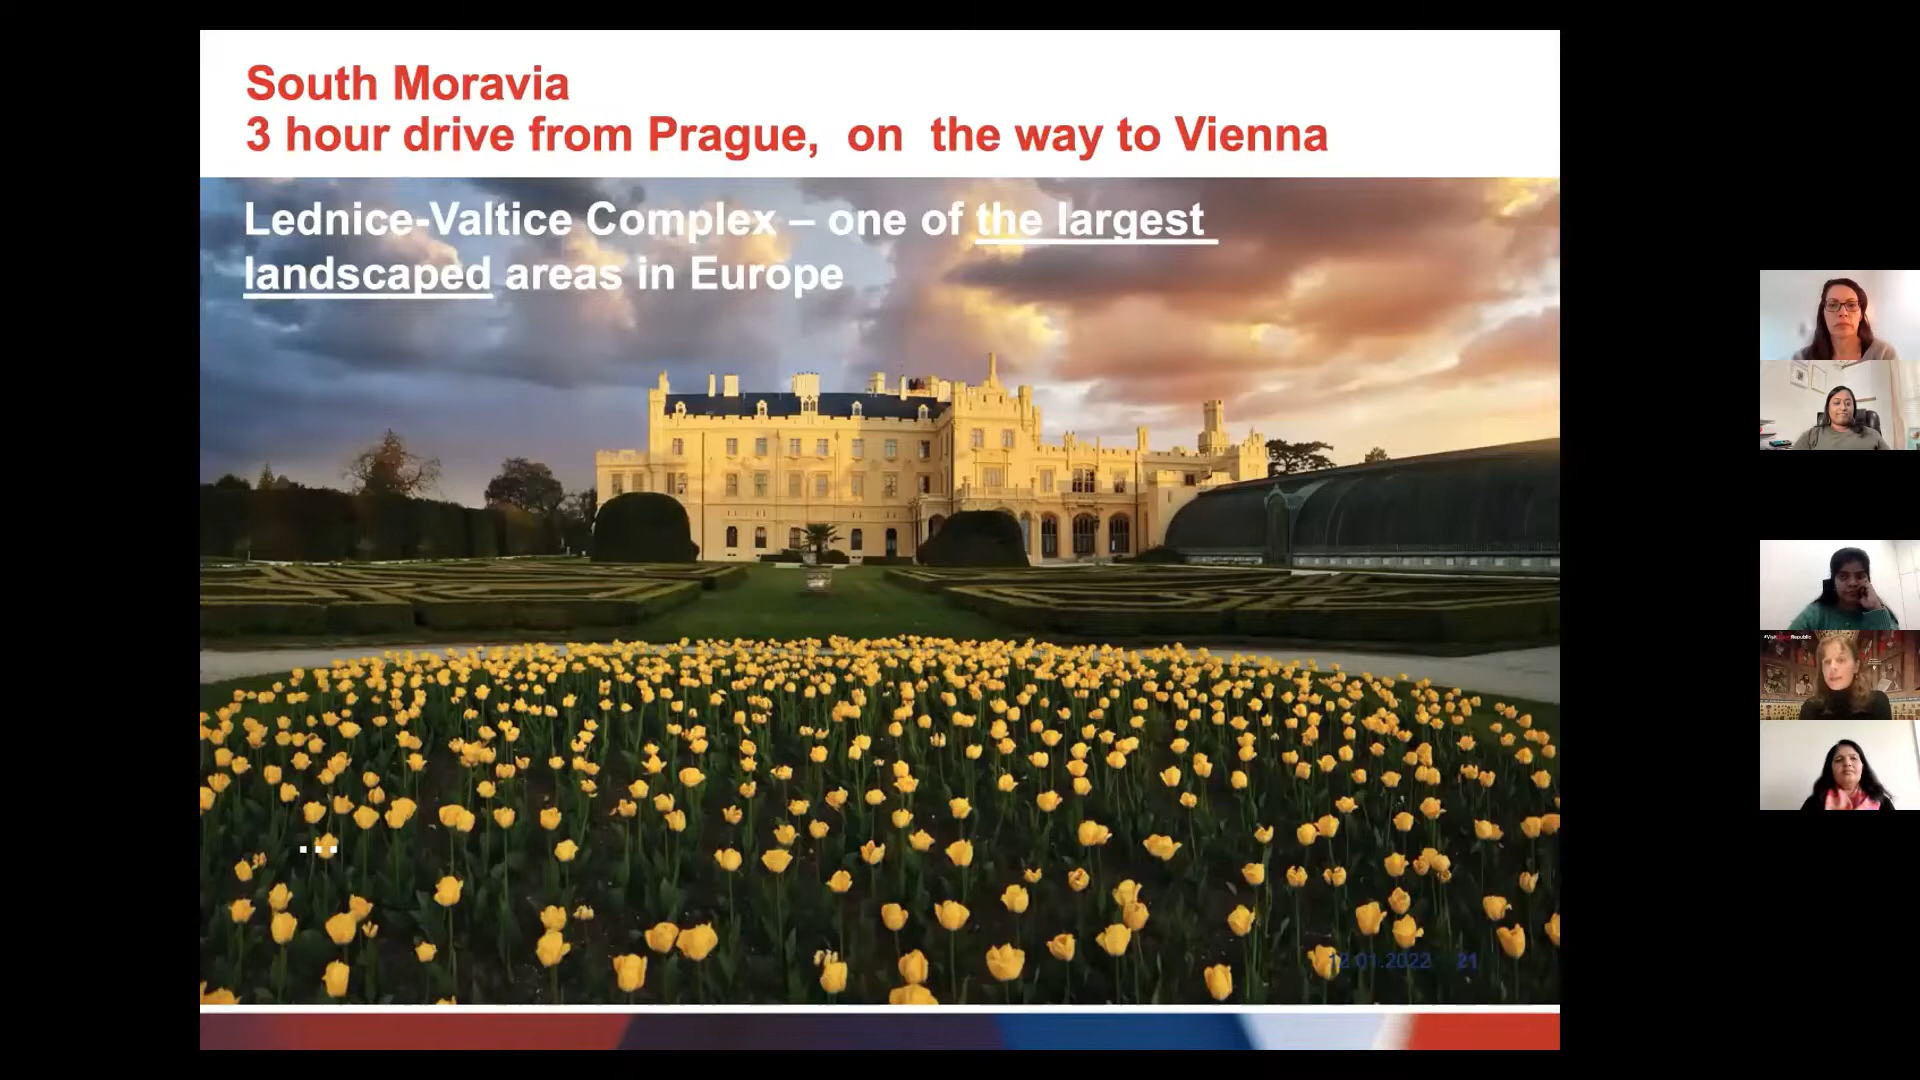 South Moravia
3 hour drive from Prague, on the way to Vienna
Lednice-Valtice Complex – one of the largest
landscaped areas in Europe
...
12.01.2022 21
#VisitCzechRepublic